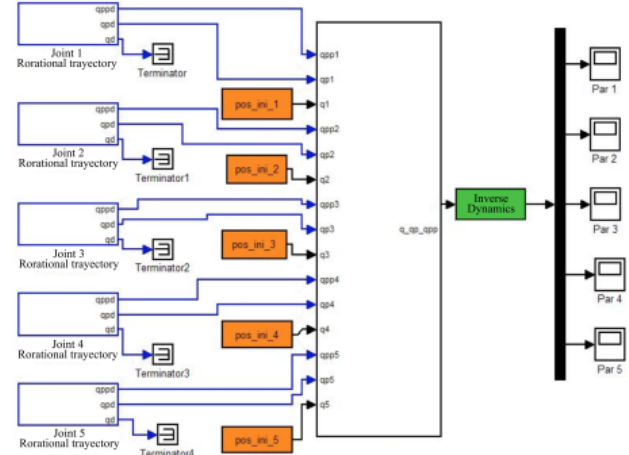 qppd
qpd
qd
Joint 1
Rorational trayectory
Terminator
qppd
qpd
qd
Joint 2
Rorational trayectory
Terminator1
qppd
qpd
qd
Joint 3
Rorational trayectory
Terminator2
qppd
qpd
qd
Joint 4
Rorational trayectory
Terminator3
qppd
qpd
qd
Joint 5
Rorational trayectory
Terminator4
pos_ini_1
pos_ini_2
pos_ini_3
pos_ini_4
pos_ini_5
qpp1
qp1
q1
qpp2
qp2
q2
qpp3
qp3
q3
qpp4
qp4
q4
qpp5
qp5
q5
q_qp_qpp
Inverse
Dynamics
Par 1
Par 2
Par 3
Par 4
Par 5